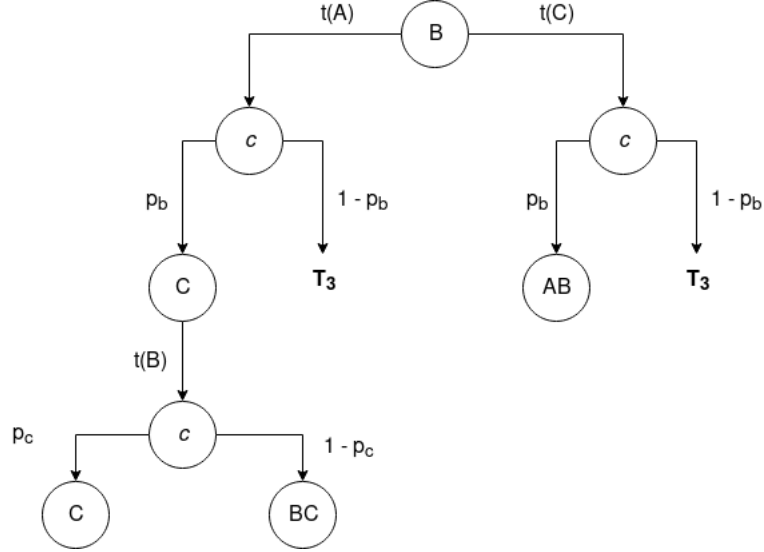 t(A) B t(C)
c c
p_b 1 - p_b p_b 1 - p_b
C T_3 AB T_3
t(B)
c
p_c 1 - p_c
C BC